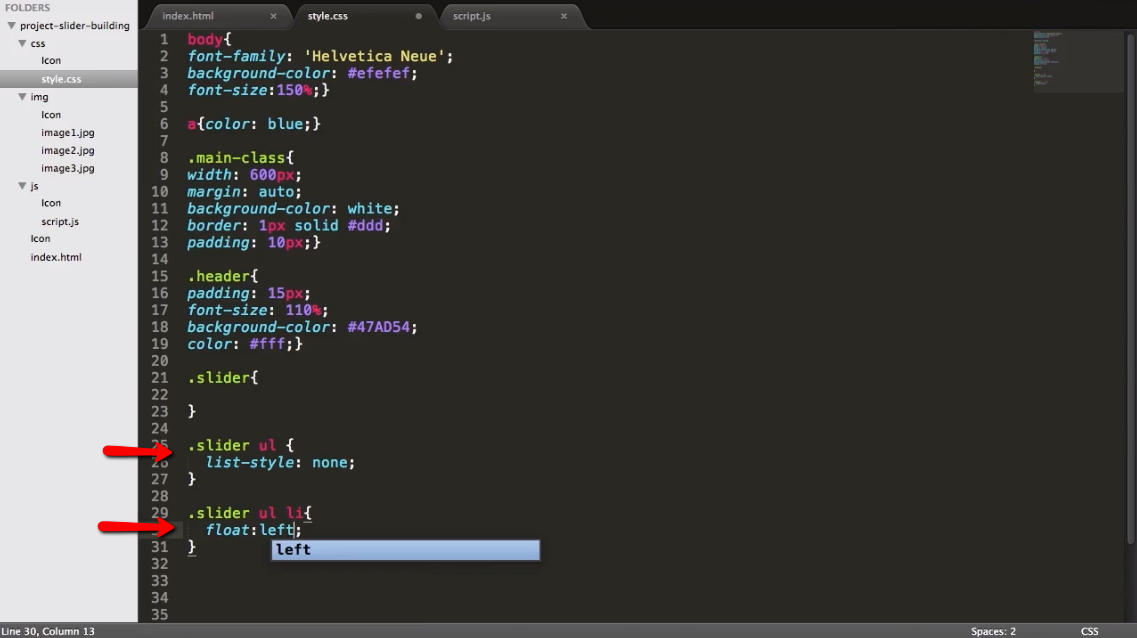 FOLDERS
project-slider-building
css
Icon
style.css
img
Icon
image1.jpg
image2.jpg
image3.jpg
js
Icon
script.js
Icon
index.html
index.html × style.css script.js ×
1 body{
2 font-family: 'Helvetica Neue';
3 background-color: #efefef;
4 font-size:150%;}
5
6 a{color: blue;}
7
8 .main-class{
9 width: 600px;
10 margin: auto;
11 background-color: white;
12 border: 1px solid #ddd;
13 padding: 10px;}
14
15 .header{
16 padding: 15px;
17 font-size: 110%;
18 background-color: #47AD54;
19 color: #fff;}
20
21 .slider{
22
23 }
24
25 .slider ul {
26 list-style: none;
27 }
28
29 .slider ul li{
float:left;
left
31 }
32
33
34
35
Line 30, Column 13 Spaces: 2 CSS